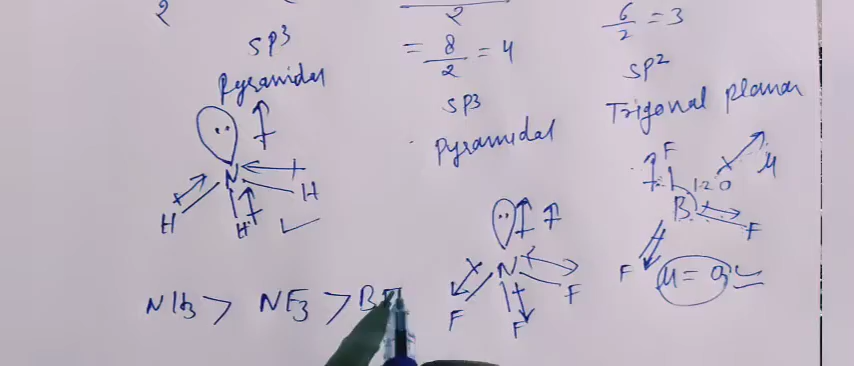 2
2
6/2 = 3
sp3
= 8/2 = 4
sp2
Pyramidal
sp3
Trigonal planar
Pyramidal
N
H
H
H
N
F
F
F
F
120
μ
B
F
F
μ = 0
NH3 > NF3 > B